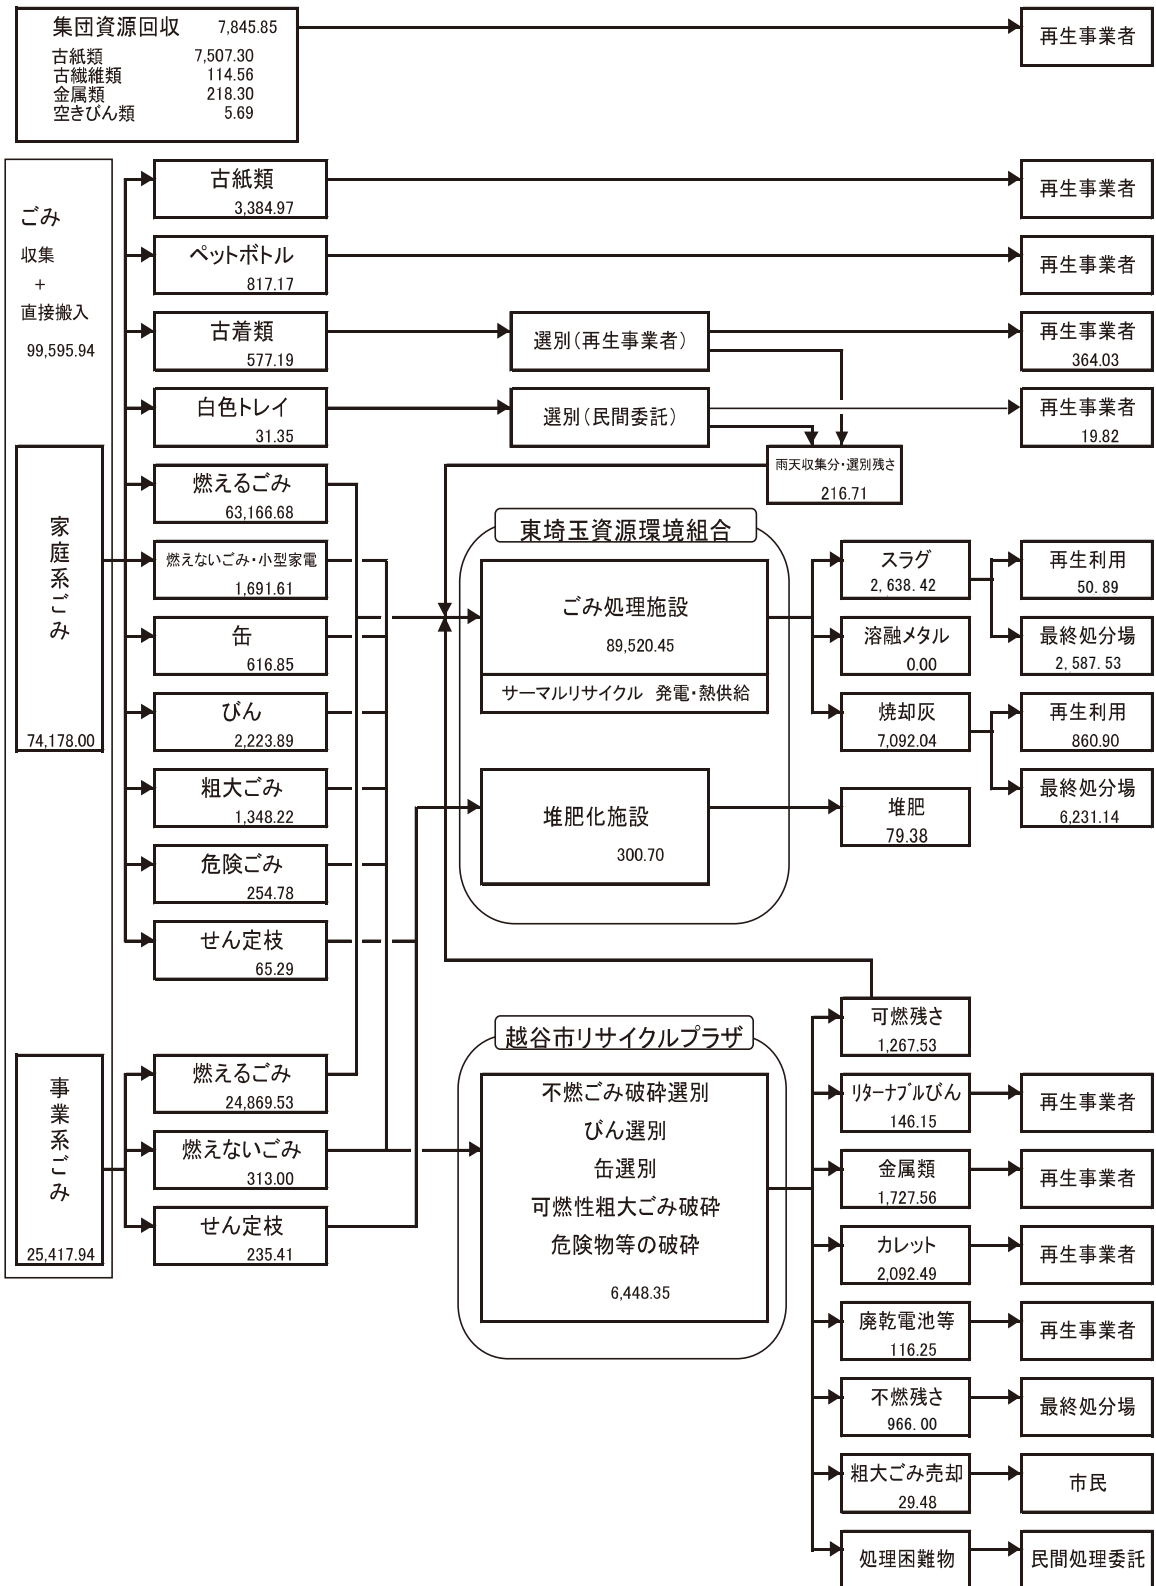 集団資源回収 7,845.85
古紙類 7,507.30
古繊維類 114.56
金属類 218.30
空きびん類 5.69
再生事業者
ごみ
収集
+
直接搬入
99,595.94
家庭系ごみ
74,178.00
事業系ごみ
25,417.94
古紙類
3,384.97
再生事業者
ペットボトル
817.17
再生事業者
古着類
577.19
選別(再生事業者)
再生事業者
364.03
白色トレイ
31.35
選別(民間委託)
再生事業者
19.82
雨天収集分・選別残さ
216.71
燃えるごみ
63,166.68
燃えないごみ・小型家電
1,691.61
缶
616.85
びん
2,223.89
粗大ごみ
1,348.22
危険ごみ
254.78
せん定枝
65.29
燃えるごみ
24,869.53
燃えないごみ
313.00
せん定枝
235.41
東埼玉資源環境組合
ごみ処理施設
89,520.45
サーマルリサイクル 発電・熱供給
堆肥化施設
300.70
スラグ
2,638.42
再生利用
50.89
最終処分場
2,587.53
溶融メタル
0.00
焼却灰
7,092.04
再生利用
860.90
最終処分場
6,231.14
堆肥
79.38
越谷市リサイクルプラザ
不燃ごみ破砕選別
びん選別
缶選別
可燃性粗大ごみ破砕
危険物等の破砕
6,448.35
可燃残さ
1,267.53
リターナブルびん
146.15
再生事業者
金属類
1,727.56
再生事業者
カレット
2,092.49
再生事業者
廃乾電池等
116.25
再生事業者
不燃残さ
966.00
最終処分場
粗大ごみ売却
29.48
市民
処理困難物
民間処理委託